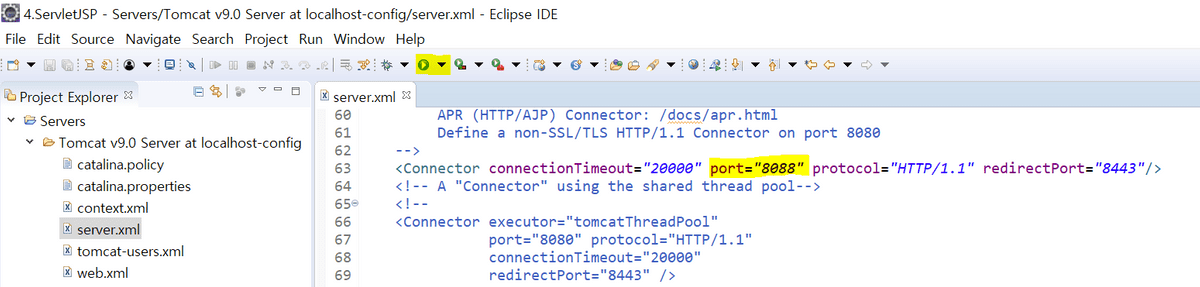 4.ServletJSP - Servers/Tomcat v9.0 Server at localhost-config/server.xml - Eclipse IDE
File Edit Source Navigate Search Project Run Window Help
Project Explorer
Servers
Tomcat v9.0 Server at localhost-config
catalina.policy
catalina.properties
context.xml
server.xml
tomcat-users.xml
web.xml
server.xml
60 APR (HTTP/AJP) Connector: /docs/apr.html
61 Define a non-SSL/TLS HTTP/1.1 Connector on port 8080
62 -->
63 <Connector connectionTimeout="20000" port="8088" protocol="HTTP/1.1" redirectPort="8443"/>
64 <!-- A "Connector" using the shared thread pool-->
65 <!--
66 <Connector executor="tomcatThreadPool"
67 port="8080" protocol="HTTP/1.1"
68 connectionTimeout="20000"
69 redirectPort="8443" />